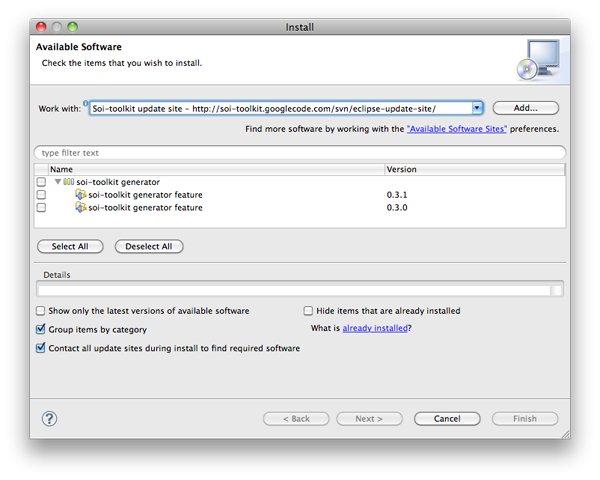 Install
Available Software
Check the items that you wish to install.
Work with: Soi-toolkit update site - http://soi-toolkit.googlecode.com/svn/eclipse-update-site/ Add...
Find more software by working with the "Available Software Sites" preferences.
type filter text
Name Version
soi-toolkit generator
soi-toolkit generator feature 0.3.1
soi-toolkit generator feature 0.3.0
Select All Deselect All
Details
Show only the latest versions of available software Hide items that are already installed
Group items by category What is already installed?
Contact all update sites during install to find required software
? < Back Next > Cancel Finish